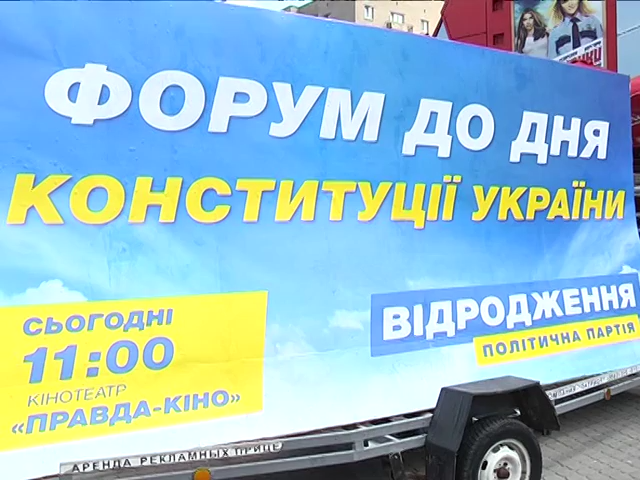 ФОРУМ ДО ДНЯ
КОНСТИТУЦІЇ УКРАЇНИ
СЬОГОДНІ
11:00
КІНОТЕАТР
«ПРАВДА-КІНО»
ВІДРОДЖЕННЯ
ПОЛІТИЧНА ПАРТІЯ
АРЕНДА РЕКЛАМНЫХ ПРИЦЕ